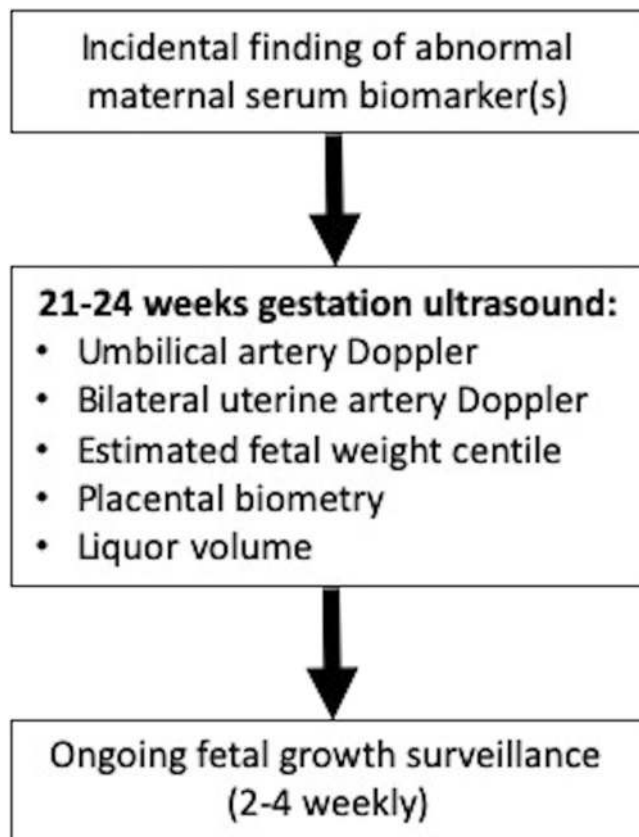 Incidental finding of abnormal
maternal serum biomarker(s)
21-24 weeks gestation ultrasound:
• Umbilical artery Doppler
• Bilateral uterine artery Doppler
• Estimated fetal weight centile
• Placental biometry
• Liquor volume
Ongoing fetal growth surveillance
(2-4 weekly)